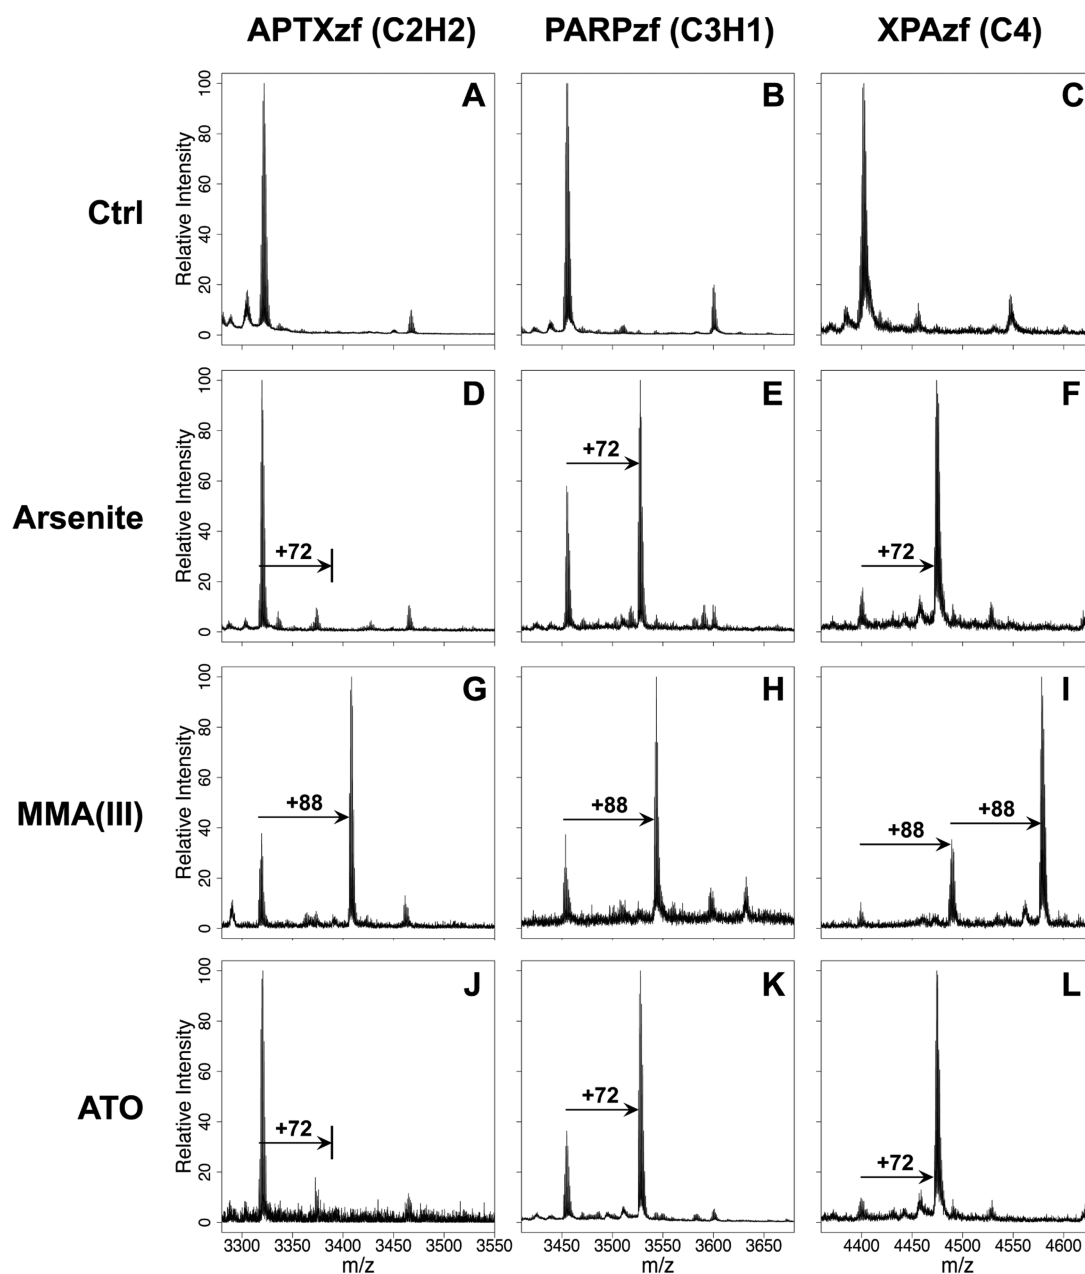 APTXzf (C2H2) PARPzf (C3H1) XPAzf (C4)
Ctrl
Relative Intensity
0 20 40 60 80 100
A
B
C
Arsenite
Relative Intensity
0 20 40 60 80 100
+72
D
+72
E
+72
F
MMA(III)
Relative Intensity
0 20 40 60 80 100
+88
G
+88
H
+88
+88
I
ATO
Relative Intensity
0 20 40 60 80 100
+72
J
+72
K
+72
L
3300 3350 3400 3450 3500 3550 3450 3500 3550 3600 3650 4400 4450 4500 4550 4600
m/z m/z m/z